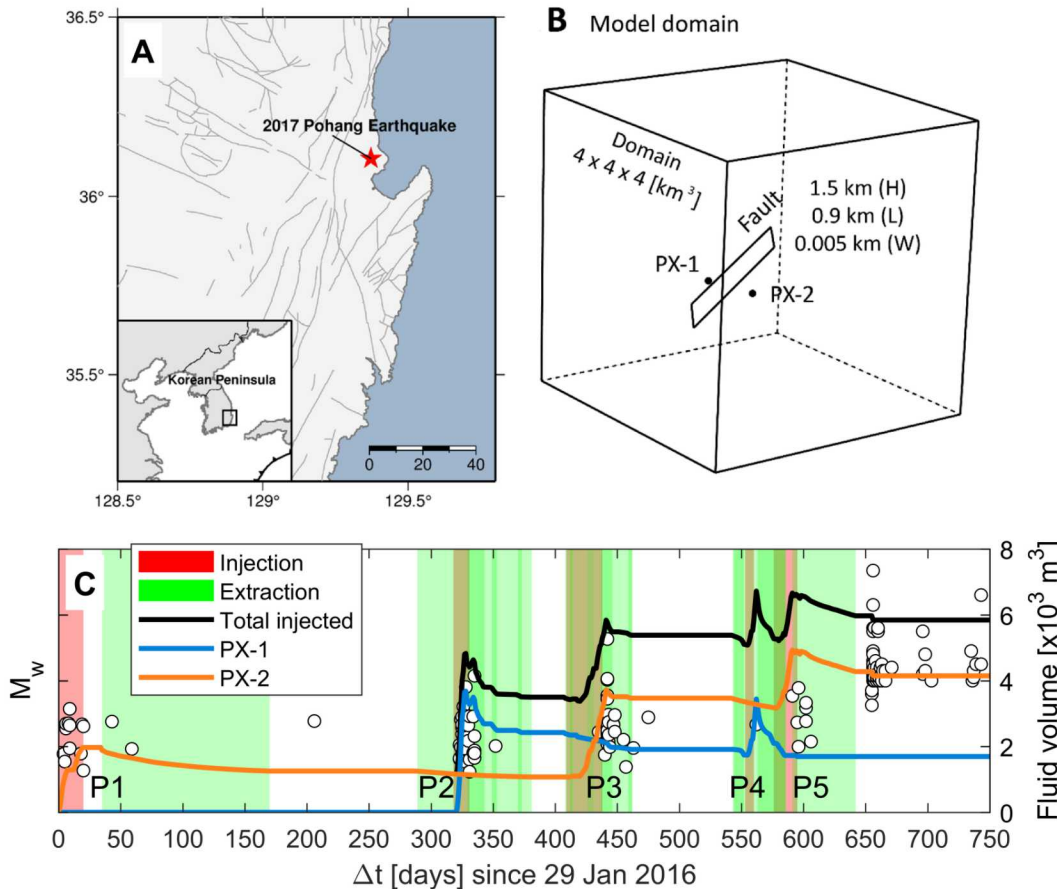 A
36.5°
36°
35.5°
128.5°
129°
129.5°
2017 Pohang Earthquake
Korean Peninsula
0 20 40
B Model domain
Domain
4 x 4 x 4 [km³]
Fault
1.5 km (H)
0.9 km (L)
0.005 km (W)
PX-1
PX-2
C
Injection
Extraction
Total injected
PX-1
PX-2
P1
P2
P3
P4
P5
M_w
8
6
4
2
0
Fluid volume [x10³ m³]
0 50 100 150 200 250 300 350 400 450 500 550 600 650 700 750
Δt [days] since 29 Jan 2016